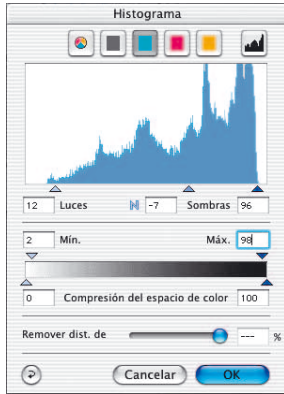 Histograma
12 Luces -7 Sombras 96
2 Mín. Máx. 98
0 Compresión del espacio de color 100
Remover dist. de --- %
Cancelar OK